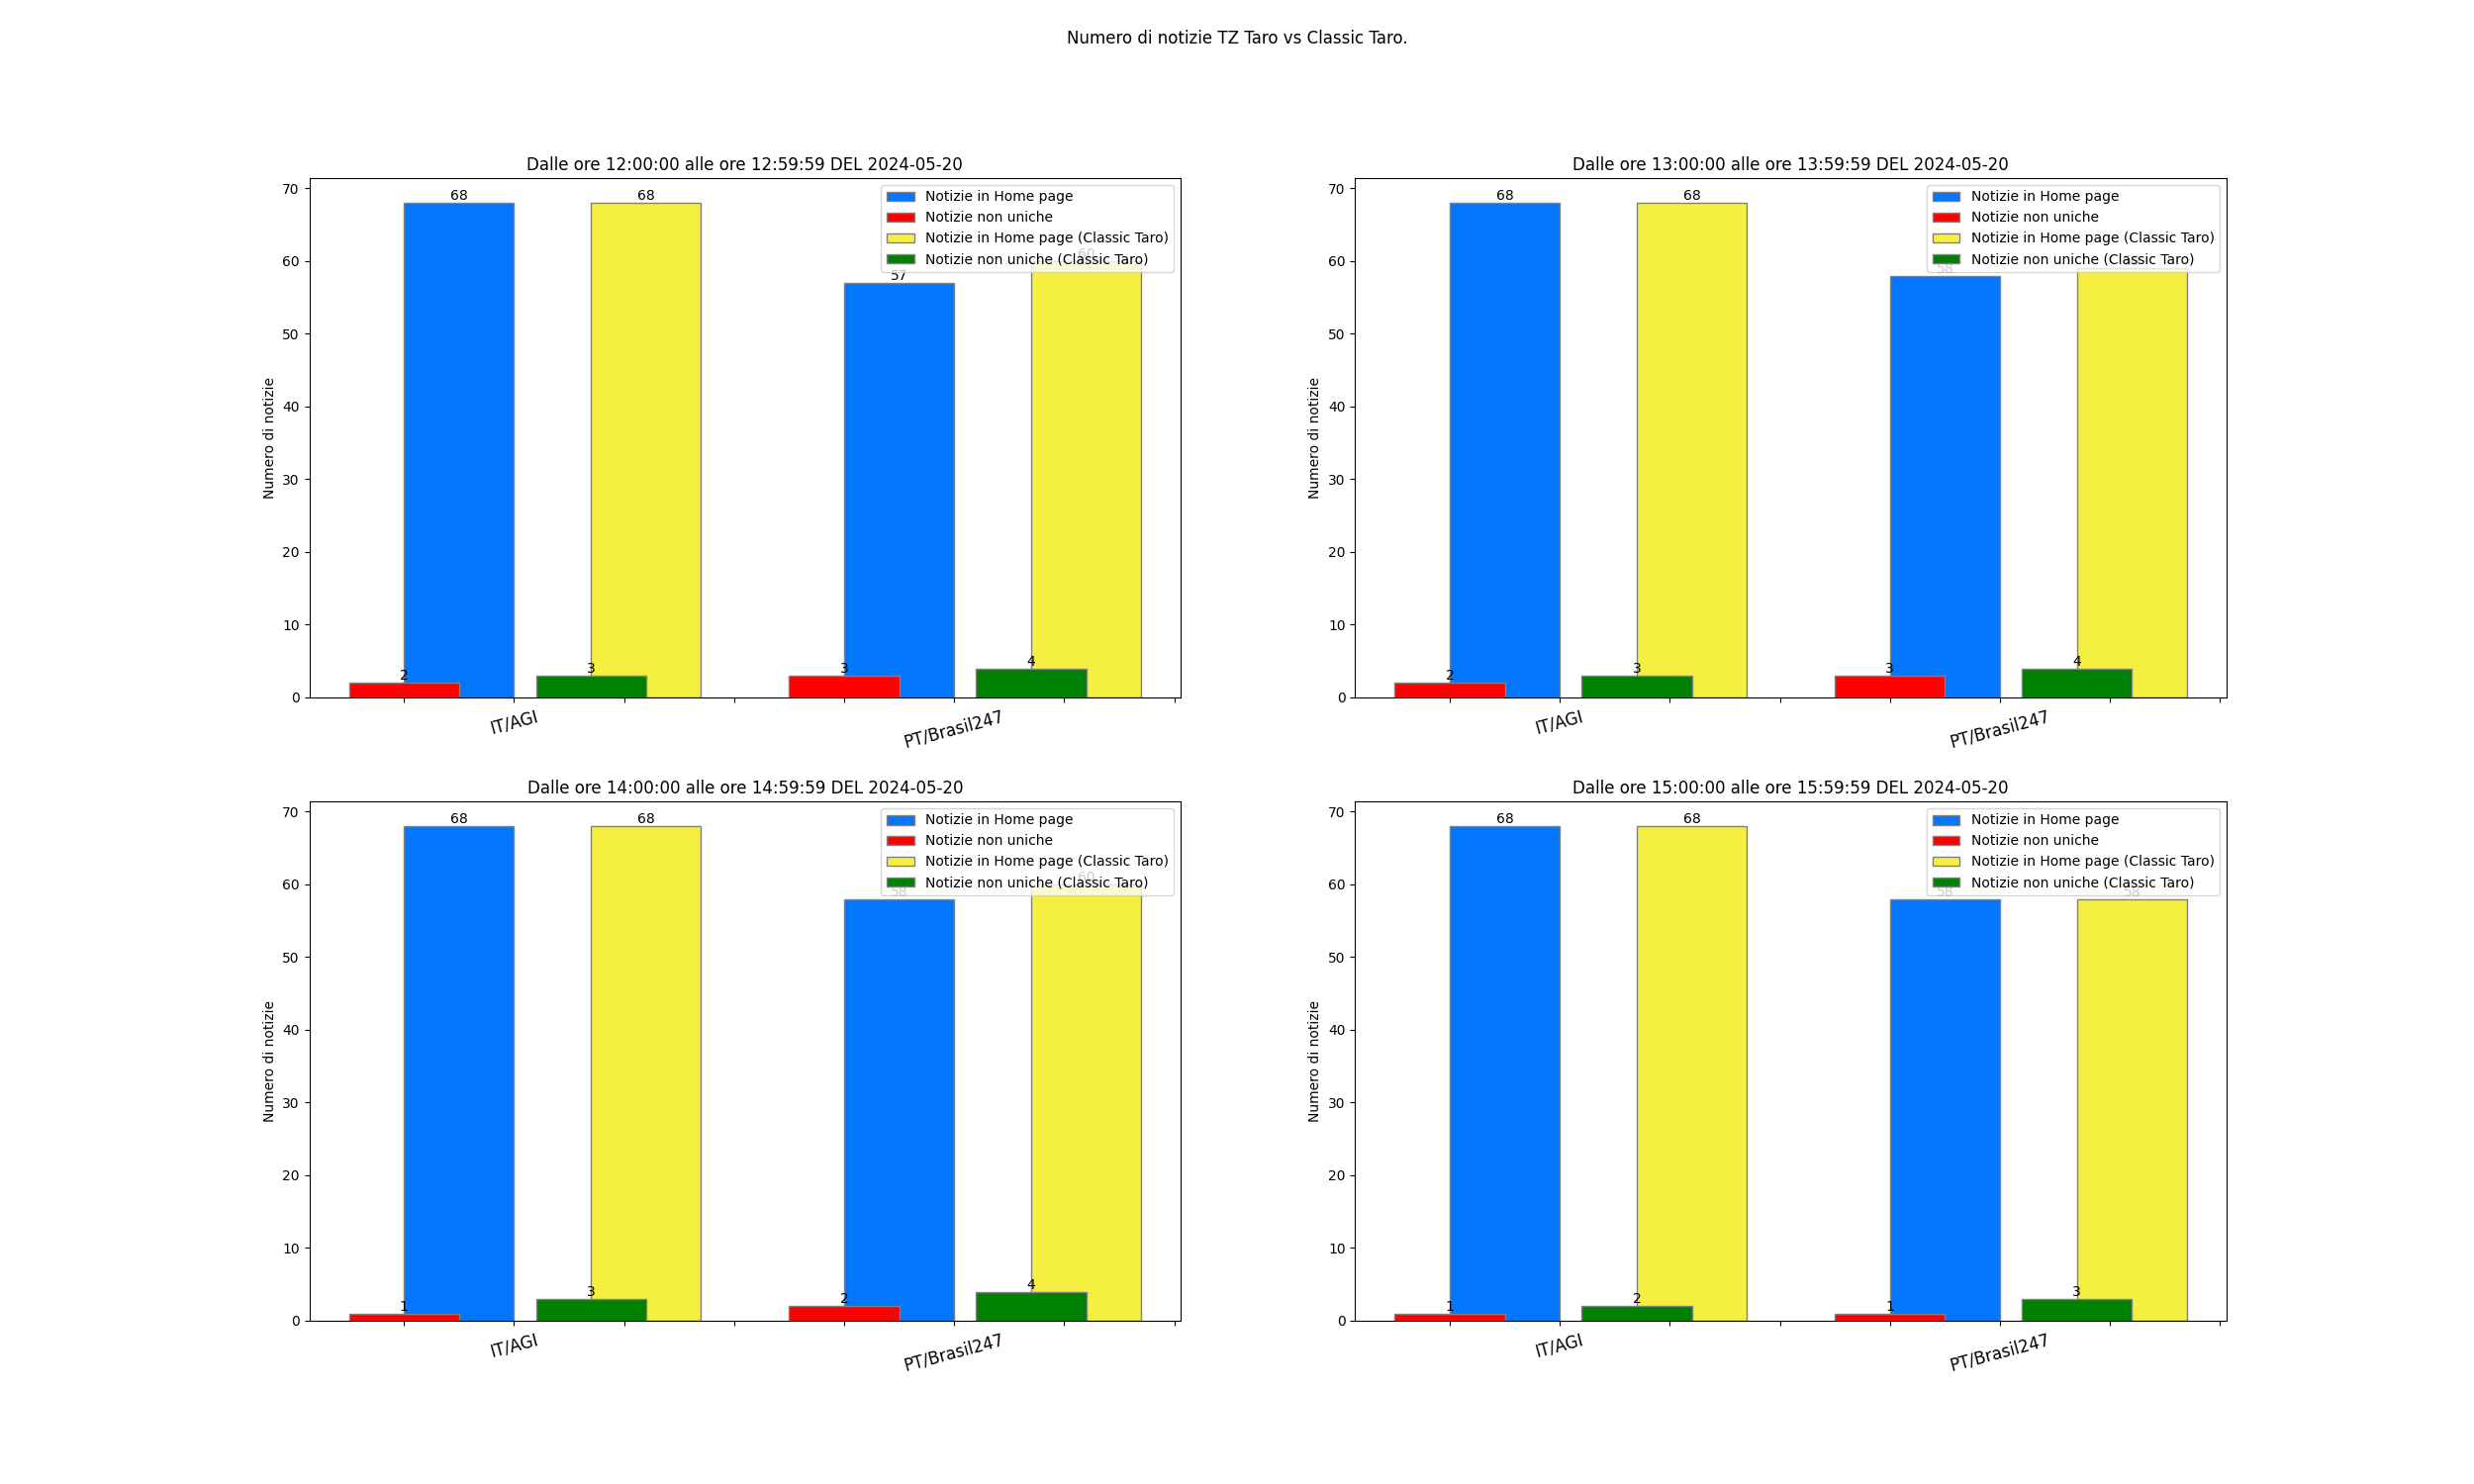 Numero di notizie TZ Taro vs Classic Taro.
Dalle ore 12:00:00 alle ore 12:59:59 DEL 2024-05-20
Numero di notizie
70
60
50
40
30
20
10
0
68
68
57
60
2
3
3
4
Notizie in Home page
Notizie non uniche
Notizie in Home page (Classic Taro)
Notizie non uniche (Classic Taro)
IT/AGI
PT/Brasil247
Dalle ore 13:00:00 alle ore 13:59:59 DEL 2024-05-20
Numero di notizie
70
60
50
40
30
20
10
0
68
68
58
2
3
3
4
Notizie in Home page
Notizie non uniche
Notizie in Home page (Classic Taro)
Notizie non uniche (Classic Taro)
IT/AGI
PT/Brasil247
Dalle ore 14:00:00 alle ore 14:59:59 DEL 2024-05-20
Numero di notizie
70
60
50
40
30
20
10
0
68
68
58
60
1
3
2
4
Notizie in Home page
Notizie non uniche
Notizie in Home page (Classic Taro)
Notizie non uniche (Classic Taro)
IT/AGI
PT/Brasil247
Dalle ore 15:00:00 alle ore 15:59:59 DEL 2024-05-20
Numero di notizie
70
60
50
40
30
20
10
0
68
68
58
58
1
2
1
3
Notizie in Home page
Notizie non uniche
Notizie in Home page (Classic Taro)
Notizie non uniche (Classic Taro)
IT/AGI
PT/Brasil247